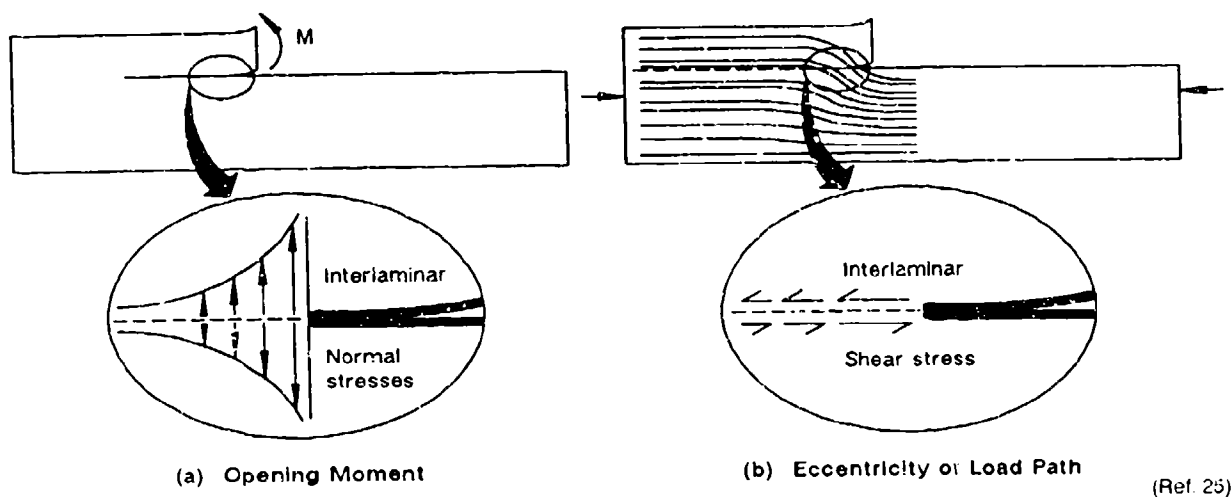 M
Interlaminar
Normal
stresses
(a) Opening Moment
Interlaminar
Shear stress
(b) Eccentricity of Load Path
(Ref. 25)